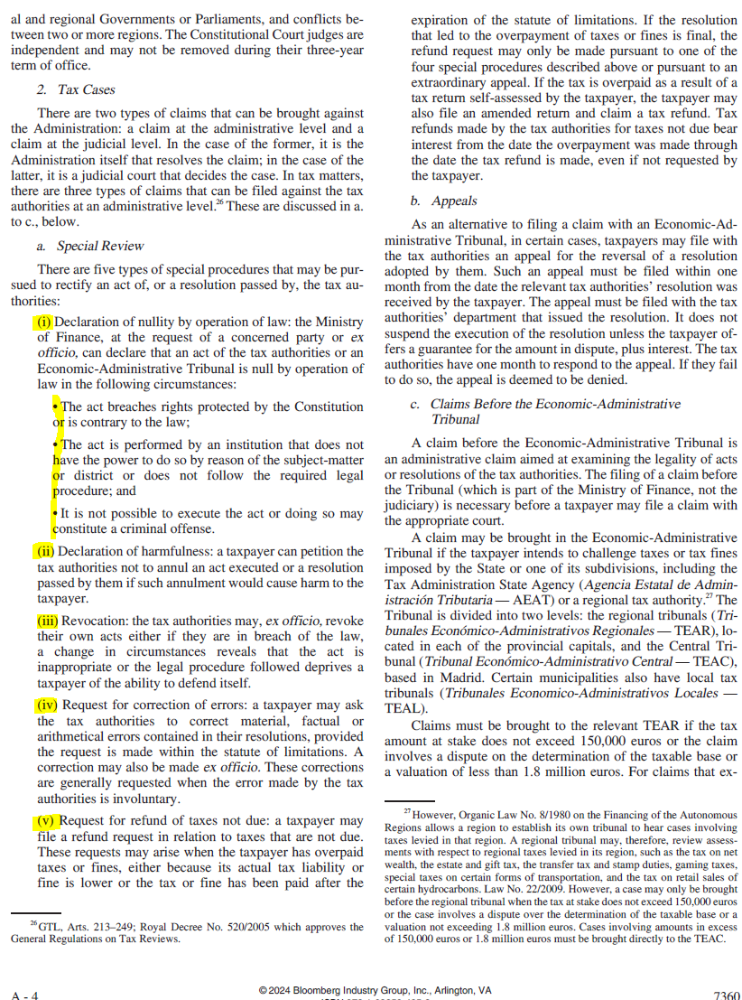 al and regional Governments or Parliaments, and conflicts be-
tween two or more regions. The Constitutional Court judges are
independent and may not be removed during their three-year
term of office.
2. Tax Cases
There are two types of claims that can be brought against
the Administration: a claim at the administrative level and a
claim at the judicial level. In the case of the former, it is the
Administration itself that resolves the claim; in the case of the
latter, it is a judicial court that decides the case. In tax matters,
there are three types of claims that can be filed against the tax
authorities at an administrative level.26 These are discussed in a.
to c., below.
a. Special Review
There are five types of special procedures that may be pur-
sued to rectify an act of, or a resolution passed by, the tax au-
thorities:
(i) Declaration of nullity by operation of law: the Ministry
of Finance, at the request of a concerned party or ex
officio, can declare that an act of the tax authorities or an
Economic-Administrative Tribunal is null by operation of
law in the following circumstances:
• The act breaches rights protected by the Constitution
or is contrary to the law;
• The act is performed by an institution that does not
have the power to do so by reason of the subject-matter
or district or does not follow the required legal
procedure; and
• It is not possible to execute the act or doing so may
constitute a criminal offense.
(ii) Declaration of harmfulness: a taxpayer can petition the
tax authorities not to annul an act executed or a resolution
passed by them if such annulment would cause harm to the
taxpayer.
(iii) Revocation: the tax authorities may, ex officio, revoke
their own acts either if they are in breach of the law,
a change in circumstances reveals that the act is
inappropriate or the legal procedure followed deprives a
taxpayer of the ability to defend itself.
(iv) Request for correction of errors: a taxpayer may ask
the tax authorities to correct material, factual or
arithmetical errors contained in their resolutions, provided
the request is made within the statute of limitations. A
correction may also be made ex officio. These corrections
are generally requested when the error made by the tax
authorities is involuntary.
(v) Request for refund of taxes not due: a taxpayer may
file a refund request in relation to taxes that are not due.
These requests may arise when the taxpayer has overpaid
taxes or fines, either because its actual tax liability or
fine is lower or the tax or fine has been paid after the
26 GTL, Arts. 213–249; Royal Decree No. 520/2005 which approves the
General Regulations on Tax Reviews.
expiration of the statute of limitations. If the resolution
that led to the overpayment of taxes or fines is final, the
refund request may only be made pursuant to one of the
four special procedures described above or pursuant to an
extraordinary appeal. If the tax is overpaid as a result of a
tax return self-assessed by the taxpayer, the taxpayer may
also file an amended return and claim a tax refund. Tax
refunds made by the tax authorities for taxes not due bear
interest from the date the overpayment was made through
the date the tax refund is made, even if not requested by
the taxpayer.
b. Appeals
As an alternative to filing a claim with an Economic-Ad-
ministrative Tribunal, in certain cases, taxpayers may file with
the tax authorities an appeal for the reversal of a resolution
adopted by them. Such an appeal must be filed within one
month from the date the relevant tax authorities' resolution was
received by the taxpayer. The appeal must be filed with the tax
authorities' department that issued the resolution. It does not
suspend the execution of the resolution unless the taxpayer of-
fers a guarantee for the amount in dispute, plus interest. The tax
authorities have one month to respond to the appeal. If they fail
to do so, the appeal is deemed to be denied.
c. Claims Before the Economic-Administrative
Tribunal
A claim before the Economic-Administrative Tribunal is
an administrative claim aimed at examining the legality of acts
or resolutions of the tax authorities. The filing of a claim before
the Tribunal (which is part of the Ministry of Finance, not the
judiciary) is necessary before a taxpayer may file a claim with
the appropriate court.
A claim may be brought in the Economic-Administrative
Tribunal if the taxpayer intends to challenge taxes or tax fines
imposed by the State or one of its subdivisions, including the
Tax Administration State Agency (Agencia Estatal de Admin-
istración Tributaria — AEAT) or a regional tax authority.27 The
Tribunal is divided into two levels: the regional tribunals (Tri-
bunales Económico-Administrativos Regionales — TEAR), lo-
cated in each of the provincial capitals, and the Central Tri-
bunal (Tribunal Económico-Administrativo Central — TEAC),
based in Madrid. Certain municipalities also have local tax
tribunals (Tribunales Economico-Administrativos Locales —
TEAL).
Claims must be brought to the relevant TEAR if the tax
amount at stake does not exceed 150,000 euros or the claim
involves a dispute on the determination of the taxable base or
a valuation of less than 1.8 million euros. For claims that ex-
27 However, Organic Law No. 8/1980 on the Financing of the Autonomous
Regions allows a region to establish its own tribunal to hear cases involving
taxes levied in that region. A regional tribunal may, therefore, review assess-
ments with respect to regional taxes levied in its region, such as the tax on net
wealth, the estate and gift tax, the transfer tax and stamp duties, gaming taxes,
special taxes on certain forms of transportation, and the tax on retail sales of
certain hydrocarbons. Law No. 22/2009. However, a case may only be brought
before the regional tribunal when the tax at stake does not exceed 150,000 euros
or the case involves a dispute over the determination of the taxable base or a
valuation not exceeding 1.8 million euros. Cases involving amounts in excess
of 150,000 euros or 1.8 million euros must be brought directly to the TEAC.
A - 4
© 2024 Bloomberg Industry Group, Inc., Arlington, VA
7360